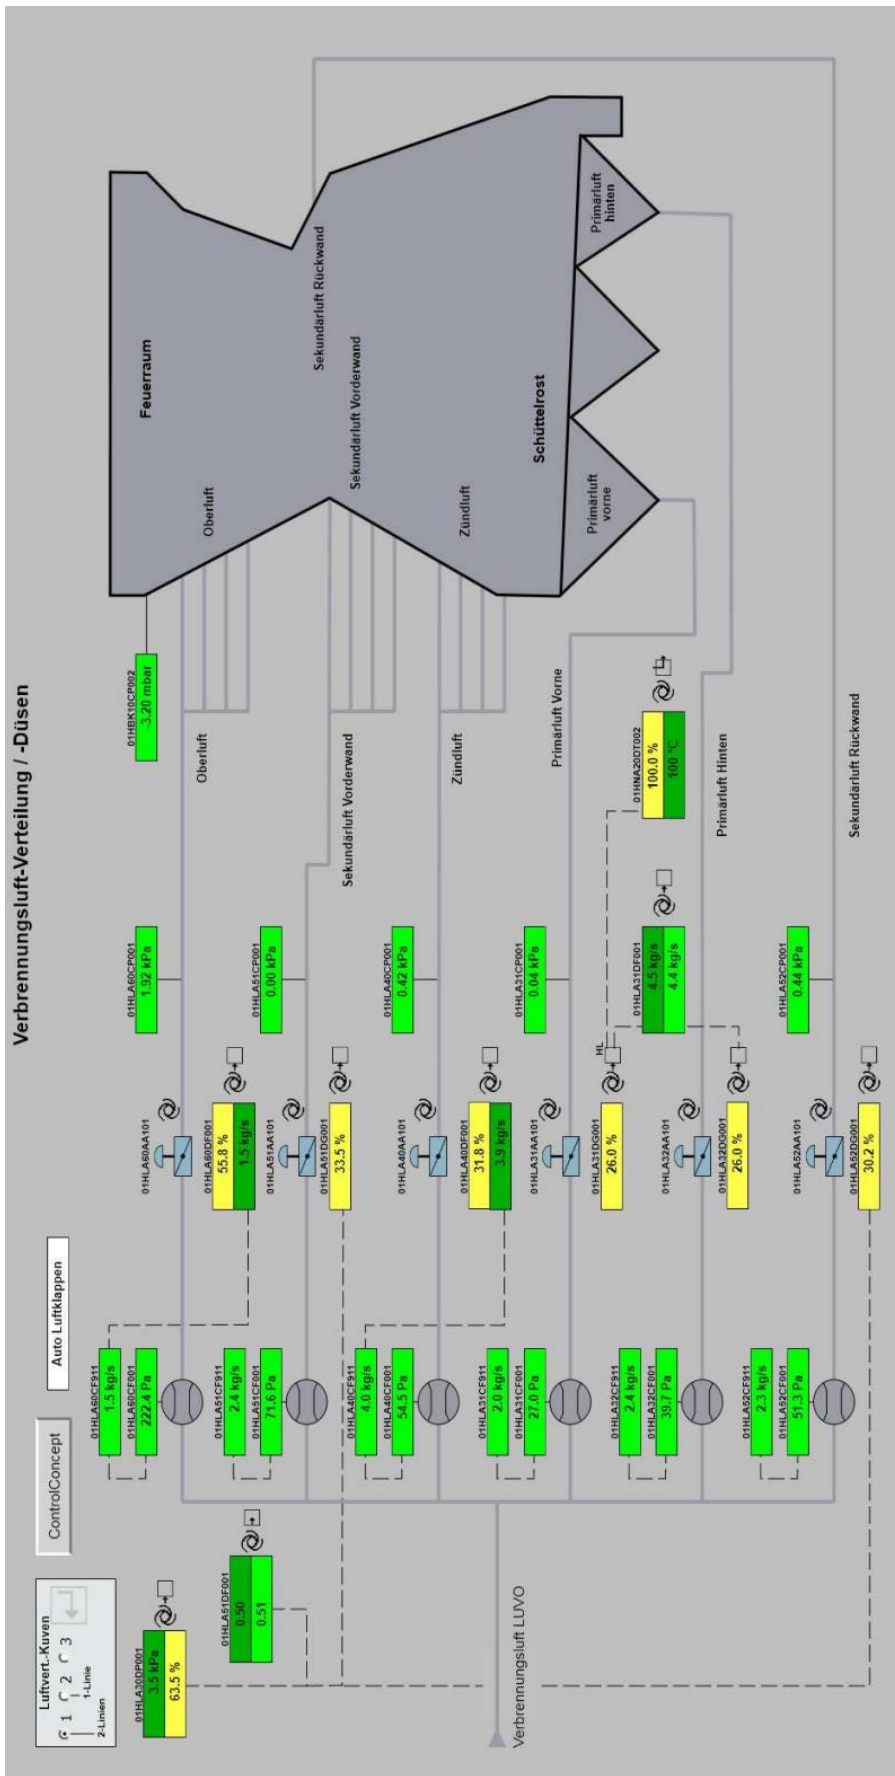 Verbrennungsluft-Verteilung / -Düsen
Luftvert.-Kuven
1 2 3
1-Linie
2-Linien
ControlConcept
Auto Luftklappen
01HLA30DP001
3.5 kPa
63.5 %
01HLA51DF001
0.50
0.51
Verbrennungsluft LUVO
01HLA60CF911
1.5 kg/s
01HLA60CF001
222.4 Pa
01HLA60AA101
01HLA60DF001
55.8 %
1.5 kg/s
01HLA60CP001
1.92 kPa
Oberluft
01HBK10CP002
-3.20 mbar
Oberluft
Feuerraum
01HLA51CF911
2.4 kg/s
01HLA51CF001
71.6 Pa
01HLA51AA101
01HLA51DG001
33.5 %
01HLA51CP001
0.00 kPa
Sekundärluft Vorderwand
Sekundärluft Vorderwand
Sekundärluft Rückwand
01HLA40CF911
4.0 kg/s
01HLA40CF001
54.5 Pa
01HLA40AA101
01HLA40DF001
31.8 %
3.9 kg/s
01HLA40CP001
0.42 kPa
Zündluft
Zündluft
Schüttelrost
01HLA31CF911
2.0 kg/s
01HLA31CF001
27.0 Pa
01HLA31AA101
01HLA31DG001
26.0 %
HL
01HLA31CP001
0.04 kPa
Primärluft Vorne
Primärluft
vorne
Primärluft
hinten
01HLA31DF001
4.5 kg/s
4.4 kg/s
01HNA20DT002
100.0 %
100 °C
01HLA32CF911
2.4 kg/s
01HLA32CF001
39.7 Pa
01HLA32AA101
01HLA32DG001
26.0 %
Primärluft Hinten
01HLA52CF911
2.3 kg/s
01HLA52CF001
51.3 Pa
01HLA52AA101
01HLA52DG001
30.2 %
01HLA52CP001
0.44 kPa
Sekundärluft Rückwand